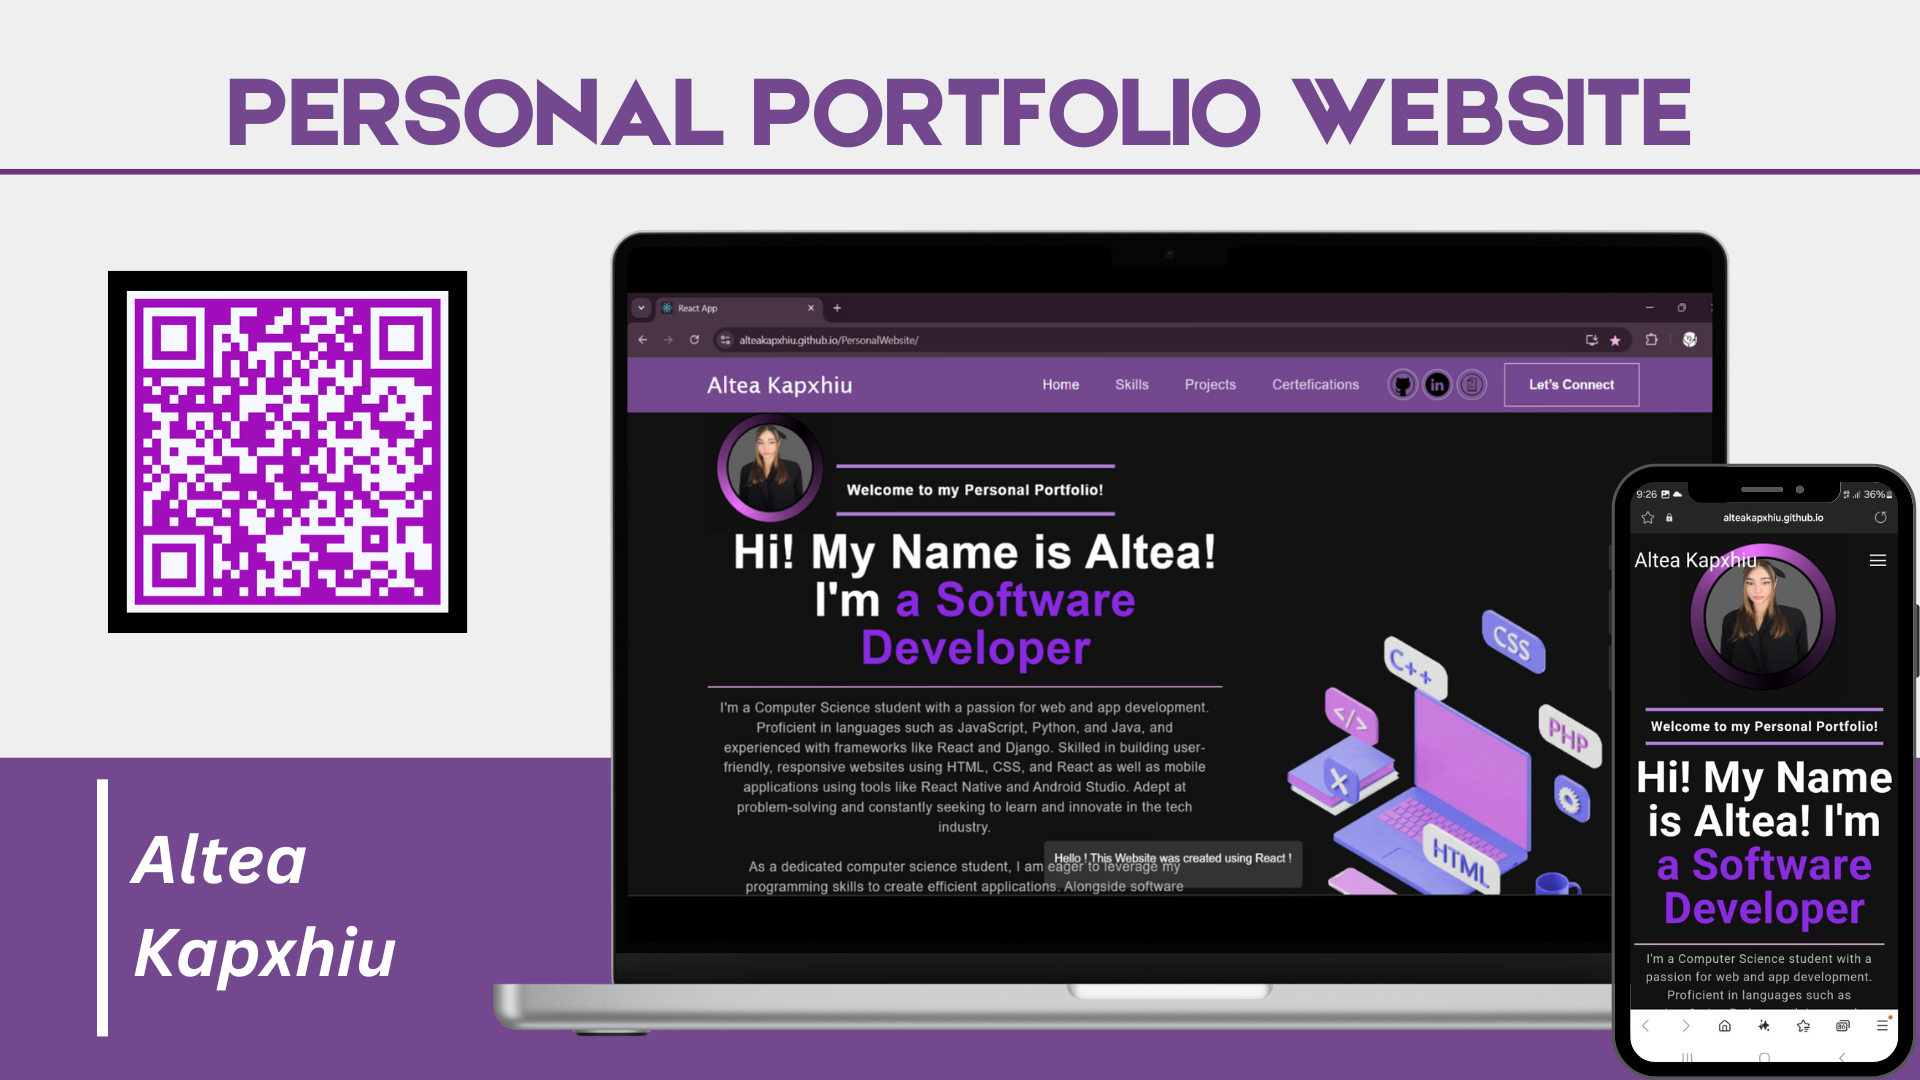 PERSONAL PORTFOLIO WEBSITE
React App
alteakapxhiu.github.io/PersonalWebsite/
Altea Kapxhiu
Home
Skills
Projects
Certefications
in
Let's Connect
Welcome to my Personal Portfolio!
Hi! My Name is Altea!
I'm a Software
Developer
I'm a Computer Science student with a passion for web and app development.
Proficient in languages such as JavaScript, Python, and Java, and
experienced with frameworks like React and Django. Skilled in building user-
friendly, responsive websites using HTML, CSS, and React as well as mobile
applications using tools like React Native and Android Studio. Adept at
problem-solving and constantly seeking to learn and innovate in the tech
industry.
As a dedicated computer science student, I am eager to leverage my
programming skills to create efficient applications. Alongside software
Hello ! This Website was created using React !
CSS
C++
</>
PHP
X
HTML
9:26
36%
alteakapxhiu.github.io
Altea Kapxhiu
Welcome to my Personal Portfolio!
Hi! My Name
is Altea! I'm
a Software
Developer
I'm a Computer Science student with a
passion for web and app development.
Proficient in languages such as
86
Altea
Kapxhiu